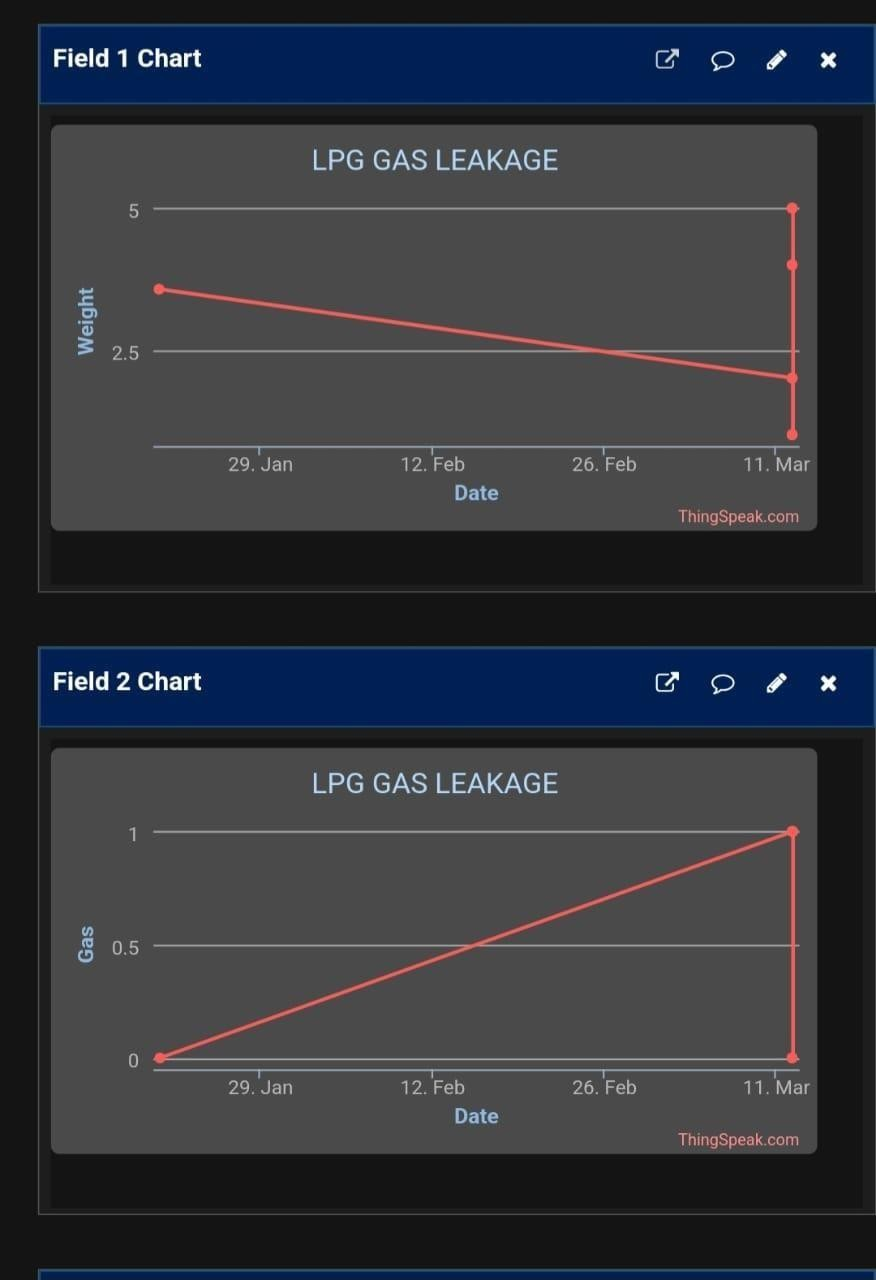 Field 1 Chart
LPG GAS LEAKAGE
5
2.5
Weight
29. Jan 12. Feb 26. Feb 11. Mar
Date
ThingSpeak.com
Field 2 Chart
LPG GAS LEAKAGE
1
0.5
0
Gas
29. Jan 12. Feb 26. Feb 11. Mar
Date
ThingSpeak.com